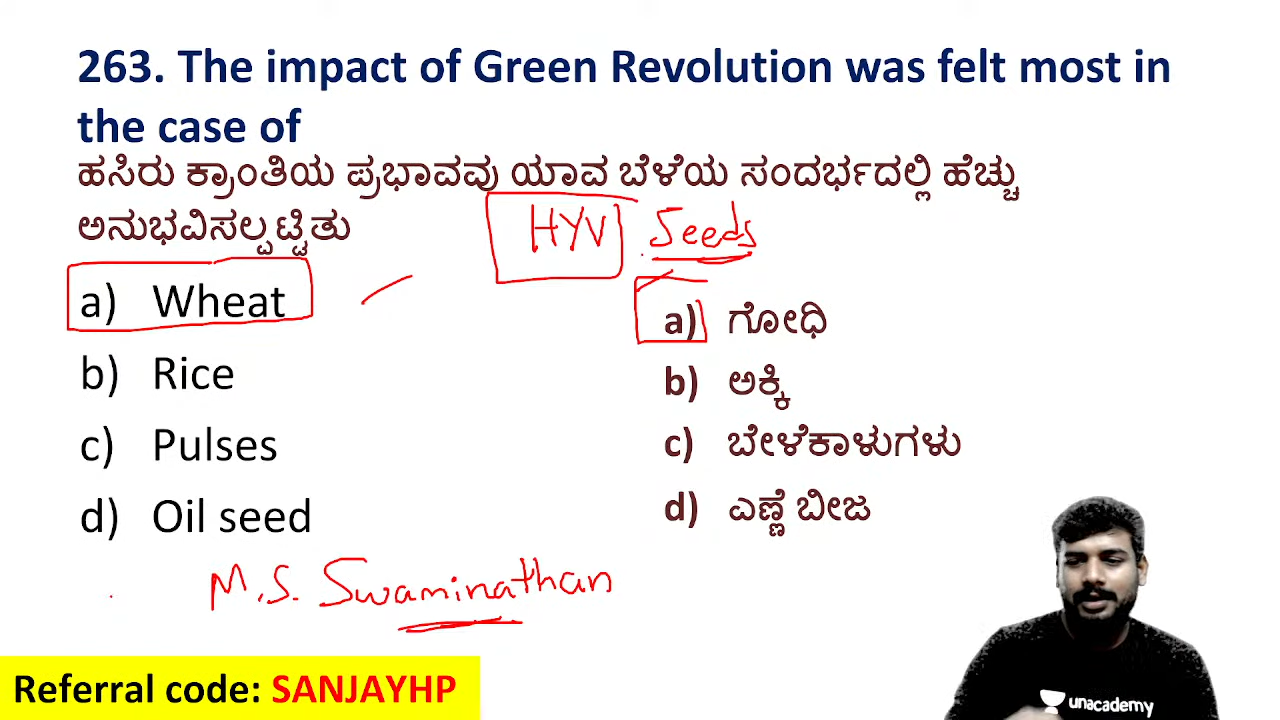 263. The impact of Green Revolution was felt most in
the case of
ಹಸಿರು ಕ್ರಾಂತಿಯ ಪ್ರಭಾವವು ಯಾವ ಬೆಳೆಯ ಸಂದರ್ಭದಲ್ಲಿ ಹೆಚ್ಚು
ಅನುಭವಿಸಲ್ಪಟ್ಟಿತು
HYV Seeds
a) Wheat
b) Rice
c) Pulses
d) Oil seed
a) ಗೋಧಿ
b) ಅಕ್ಕಿ
c) ಬೇಳೆಕಾಳುಗಳು
d) ಎಣ್ಣೆ ಬೀಜ
M.S. Swaminathan
Referral code: SANJAYHP
unacademy